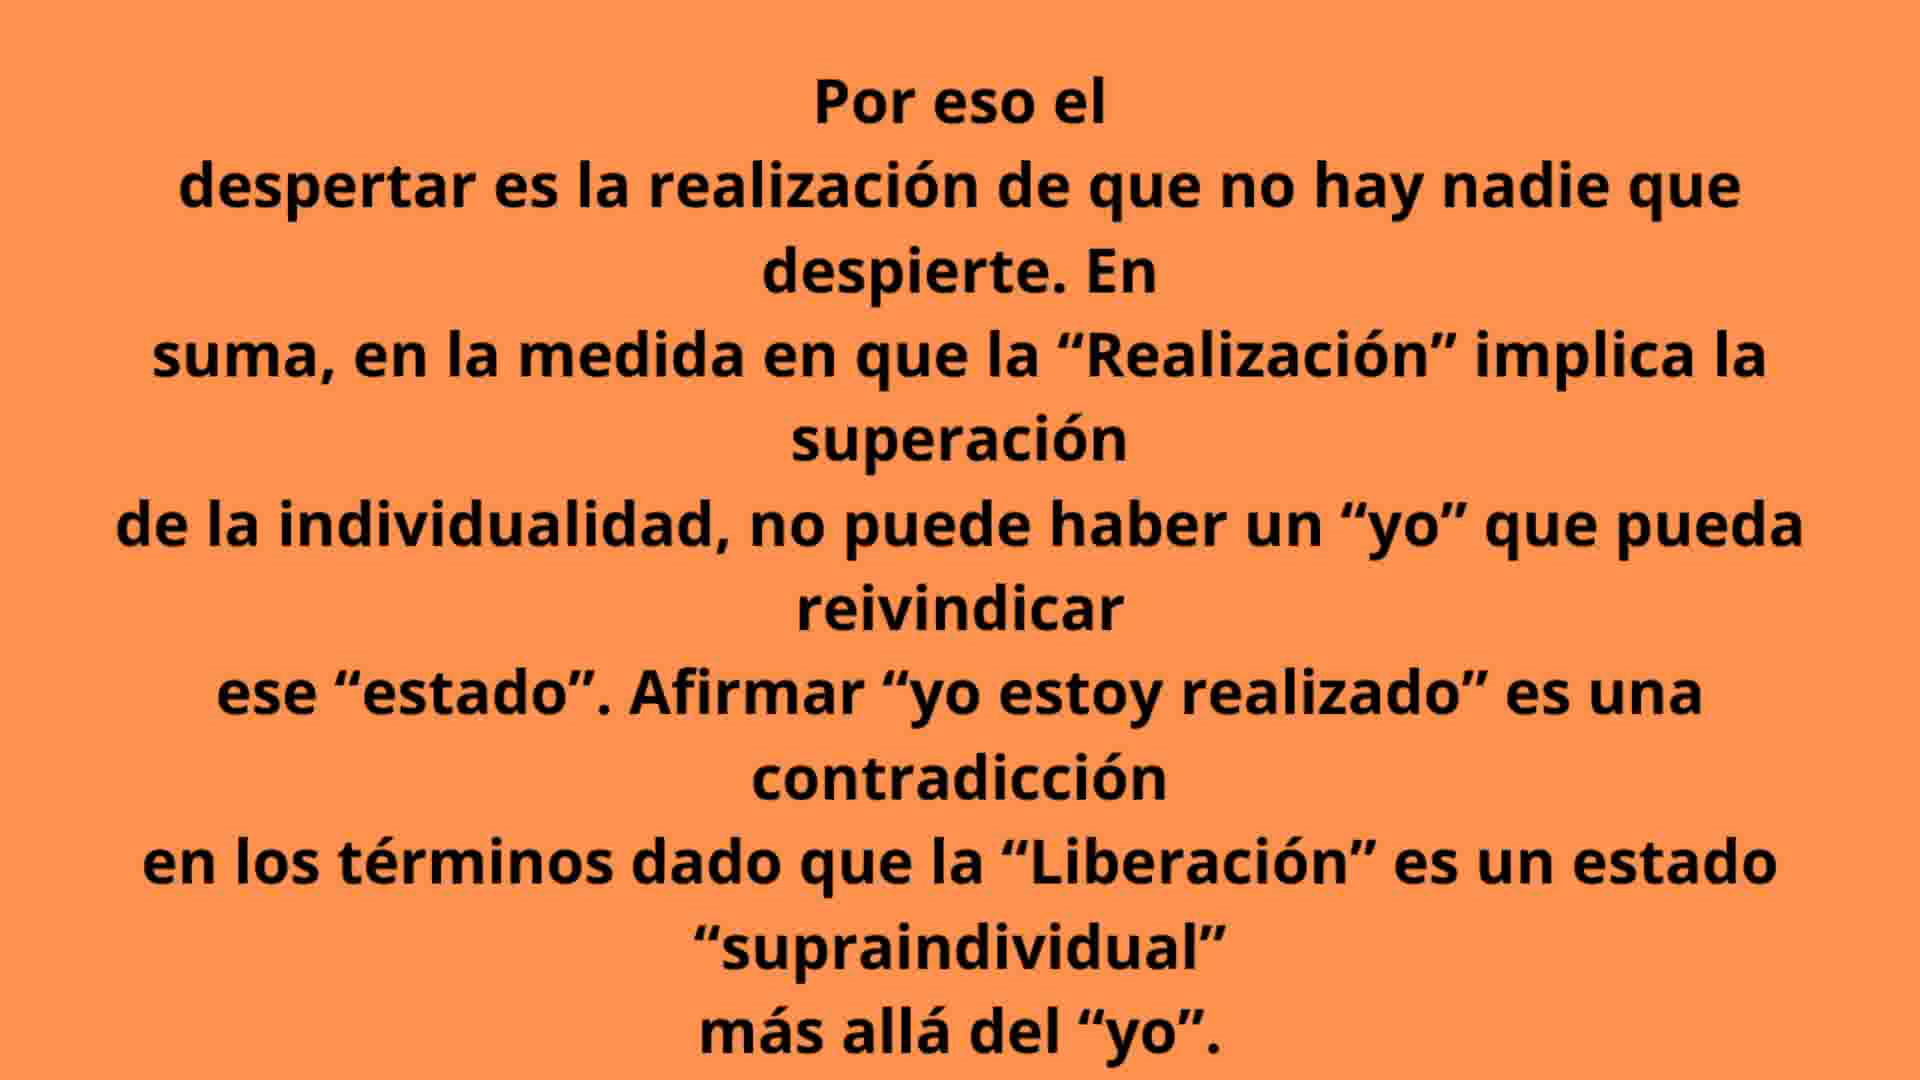 Por eso el
despertar es la realización de que no hay nadie que
despierte. En
suma, en la medida en que la “Realización” implica la
superación
de la individualidad, no puede haber un “yo” que pueda
reivindicar
ese “estado”. Afirmar “yo estoy realizado” es una
contradicción
en los términos dado que la “Liberación” es un estado
“supraindividual”
más allá del “yo”.